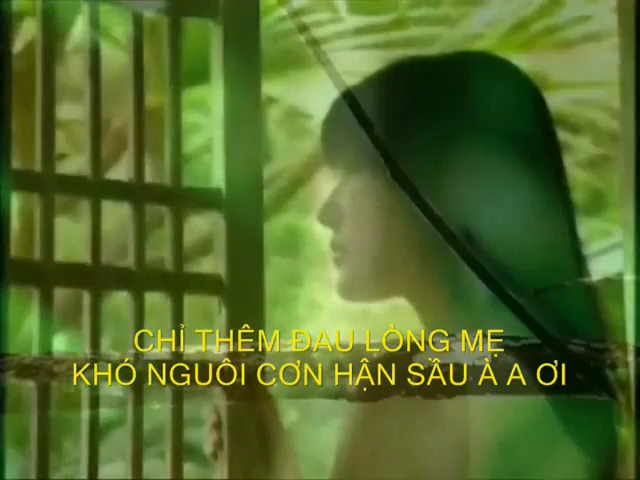 CHỈ THÊM ĐAU LÒNG MẸ
KHÓ NGUÔI CƠN HẬN SẦU À A ƠI